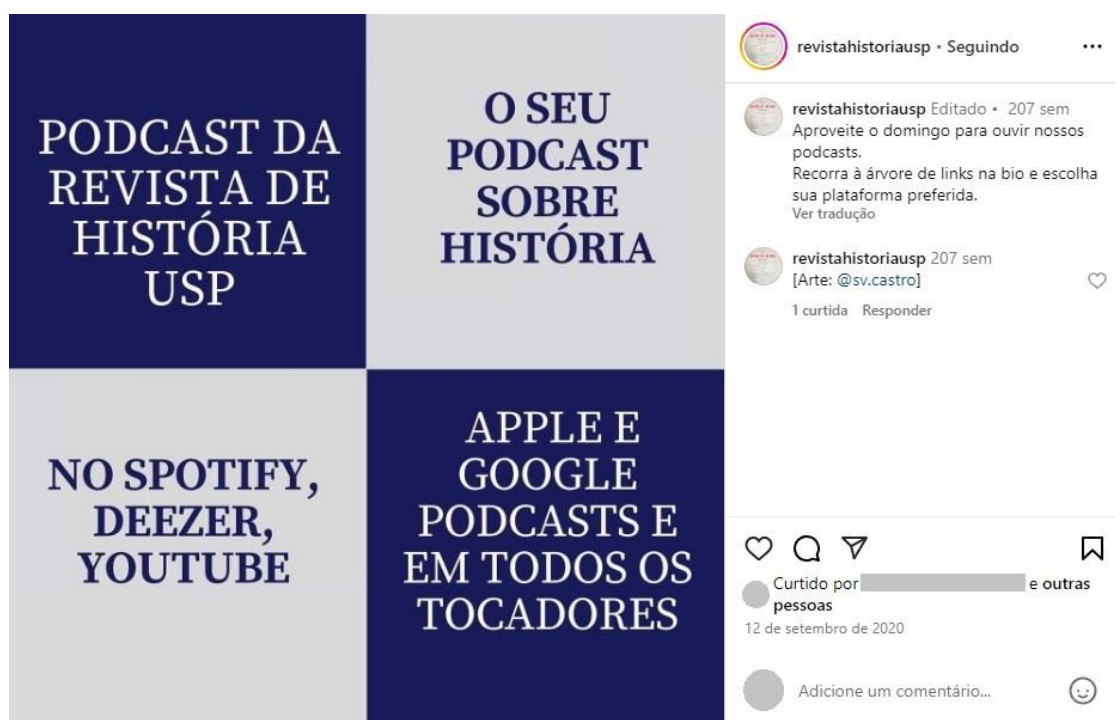 PODCAST DA
REVISTA DE
HISTÓRIA
USP
O SEU
PODCAST
SOBRE
HISTÓRIA
NO SPOTIFY,
DEEZER,
YOUTUBE
APPLE E
GOOGLE
PODCASTS E
EM TODOS OS
TOCADORES
revistahistoriausp • Seguindo
revistahistoriausp Editado • 207 sem
Aproveite o domingo para ouvir nossos
podcasts.
Recorra à árvore de links na bio e escolha
sua plataforma preferida.
Ver tradução
revistahistoriausp 207 sem
[Arte: @sv.castro]
1 curtida Responder
Curtido por e outras
pessoas
12 de setembro de 2020
Adicione um comentário...